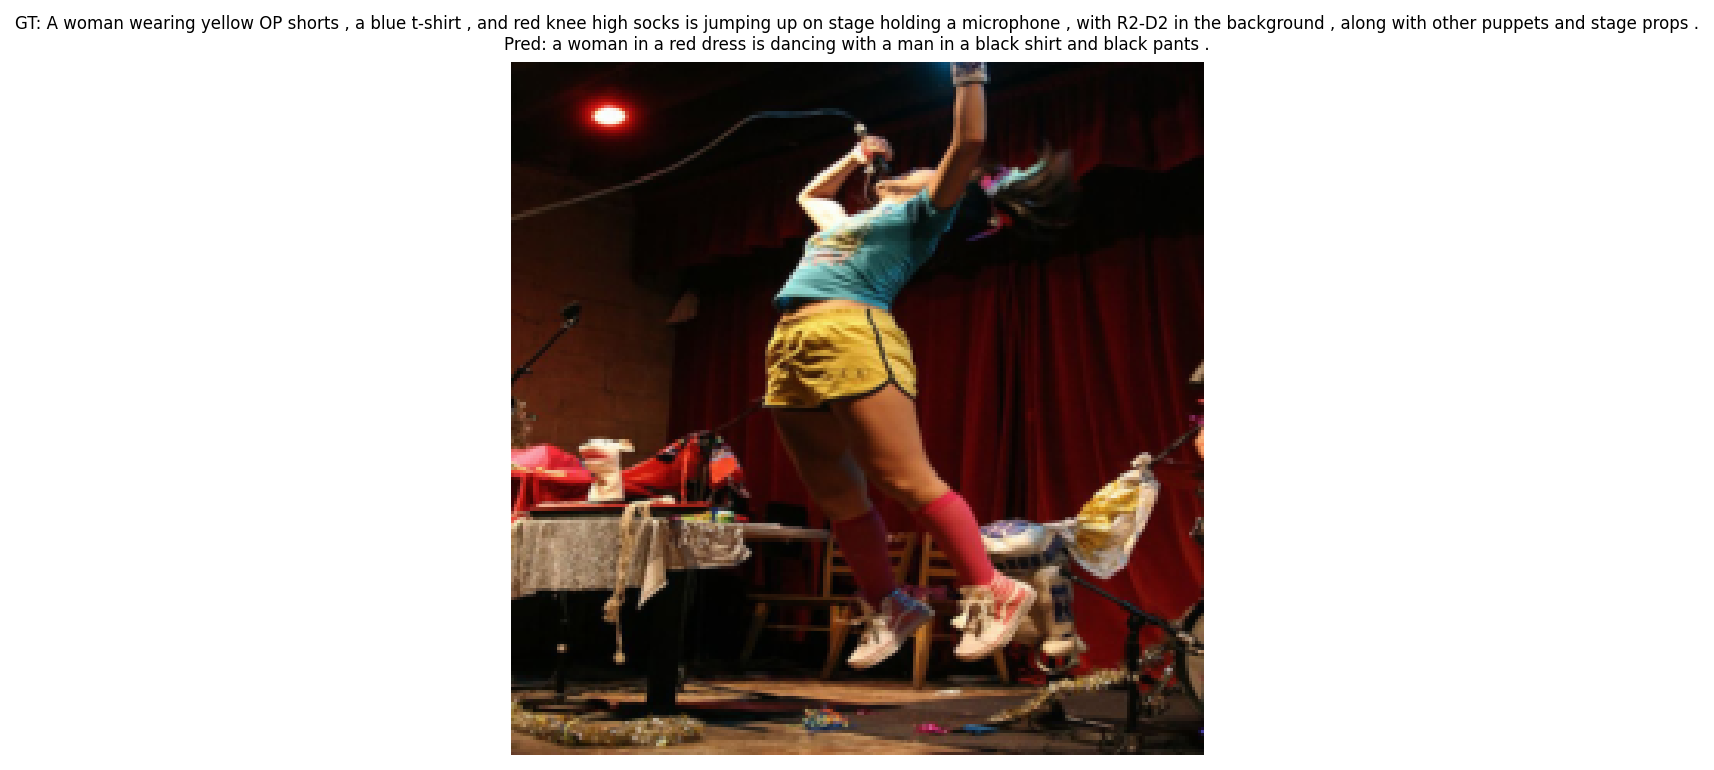 GT: A woman wearing yellow OP shorts , a blue t-shirt , and red knee high socks is jumping up on stage holding a microphone , with R2-D2 in the background , along with other puppets and stage props .
Pred: a woman in a red dress is dancing with a man in a black shirt and black pants .